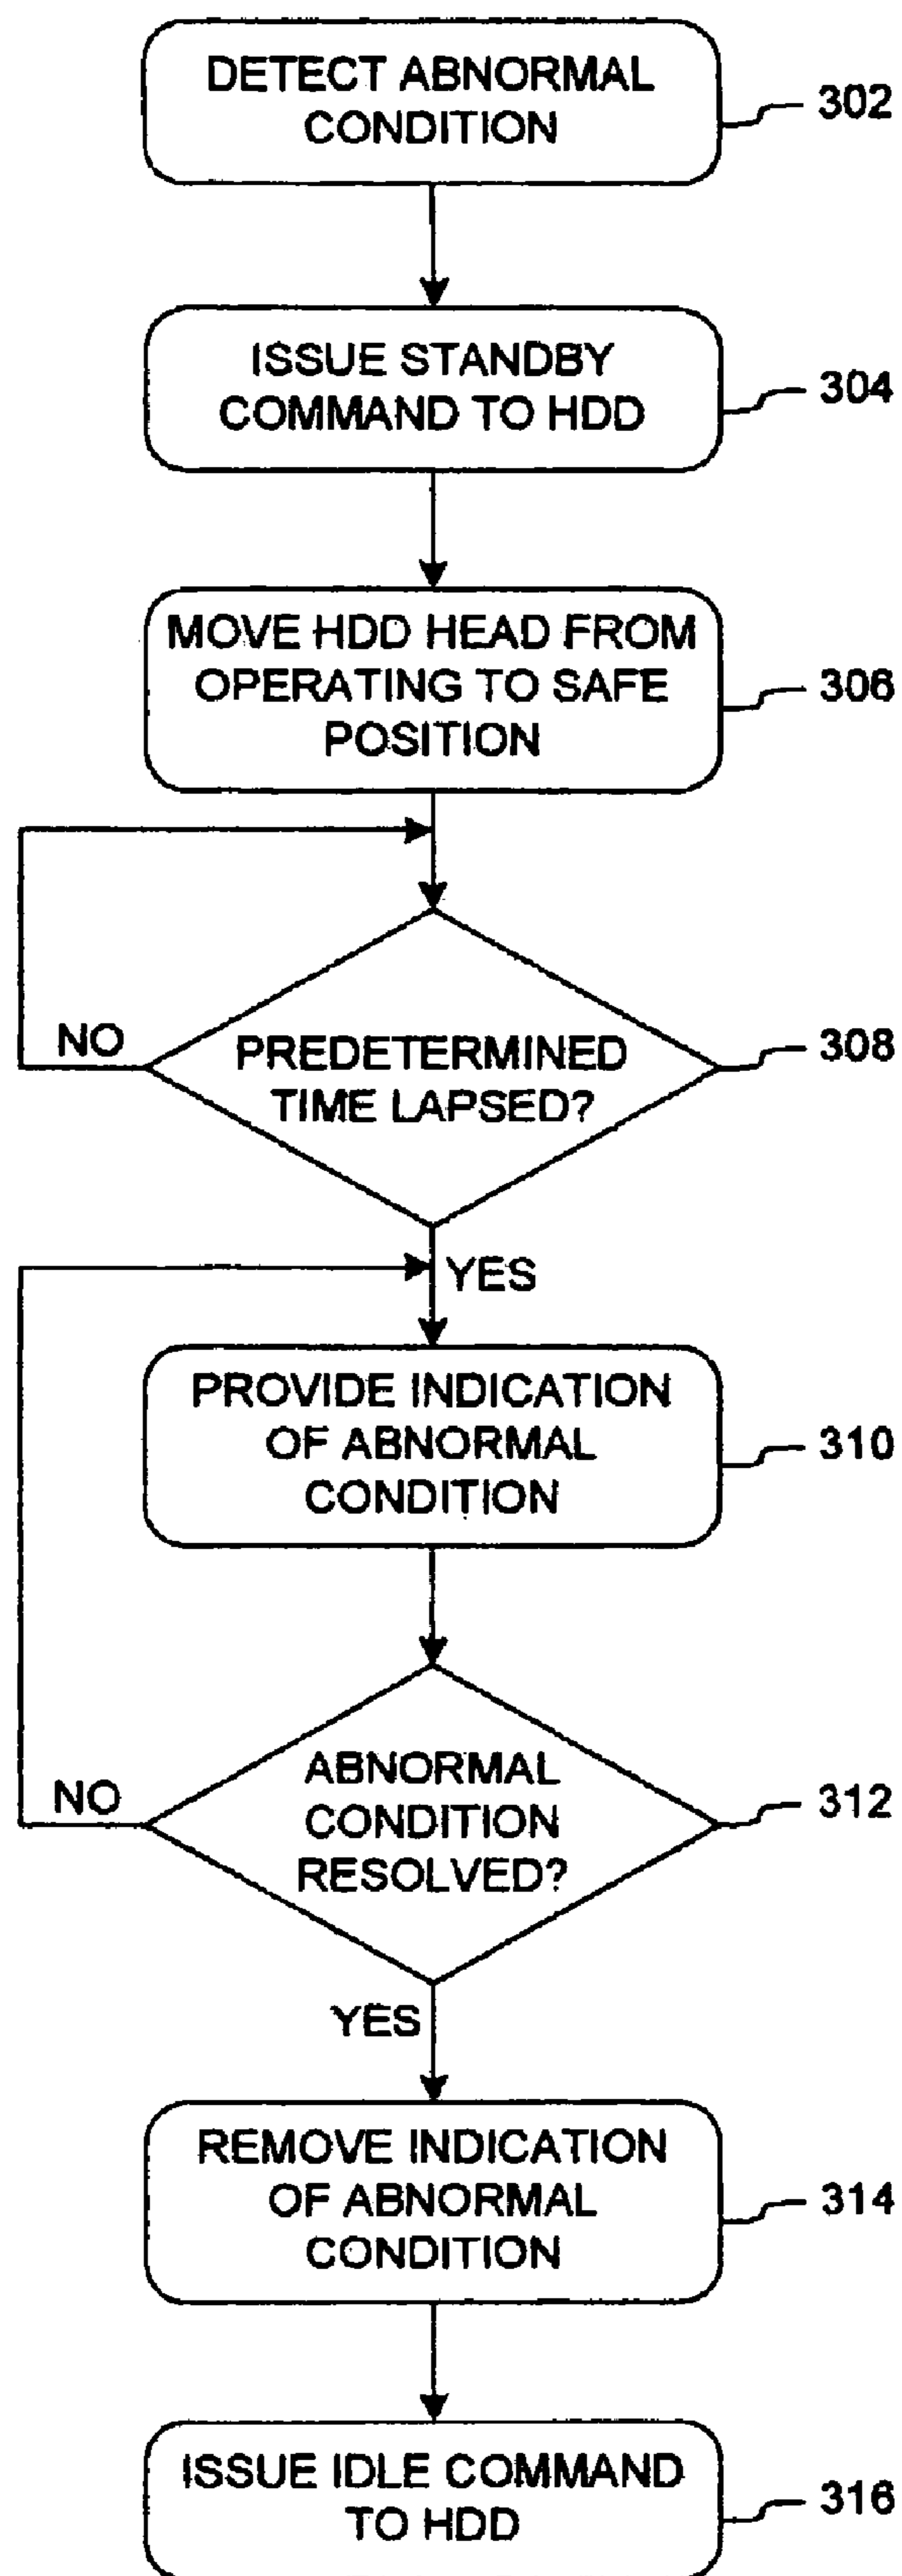 DETECT ABNORMAL
CONDITION
302
ISSUE STANDBY
COMMAND TO HDD
304
MOVE HDD HEAD FROM
OPERATING TO SAFE
POSITION
306
NO
PREDETERMINED
TIME LAPSED?
308
YES
PROVIDE INDICATION
OF ABNORMAL
CONDITION
310
NO
ABNORMAL
CONDITION
RESOLVED?
312
YES
REMOVE INDICATION
OF ABNORMAL
CONDITION
314
ISSUE IDLE COMMAND
TO HDD
316